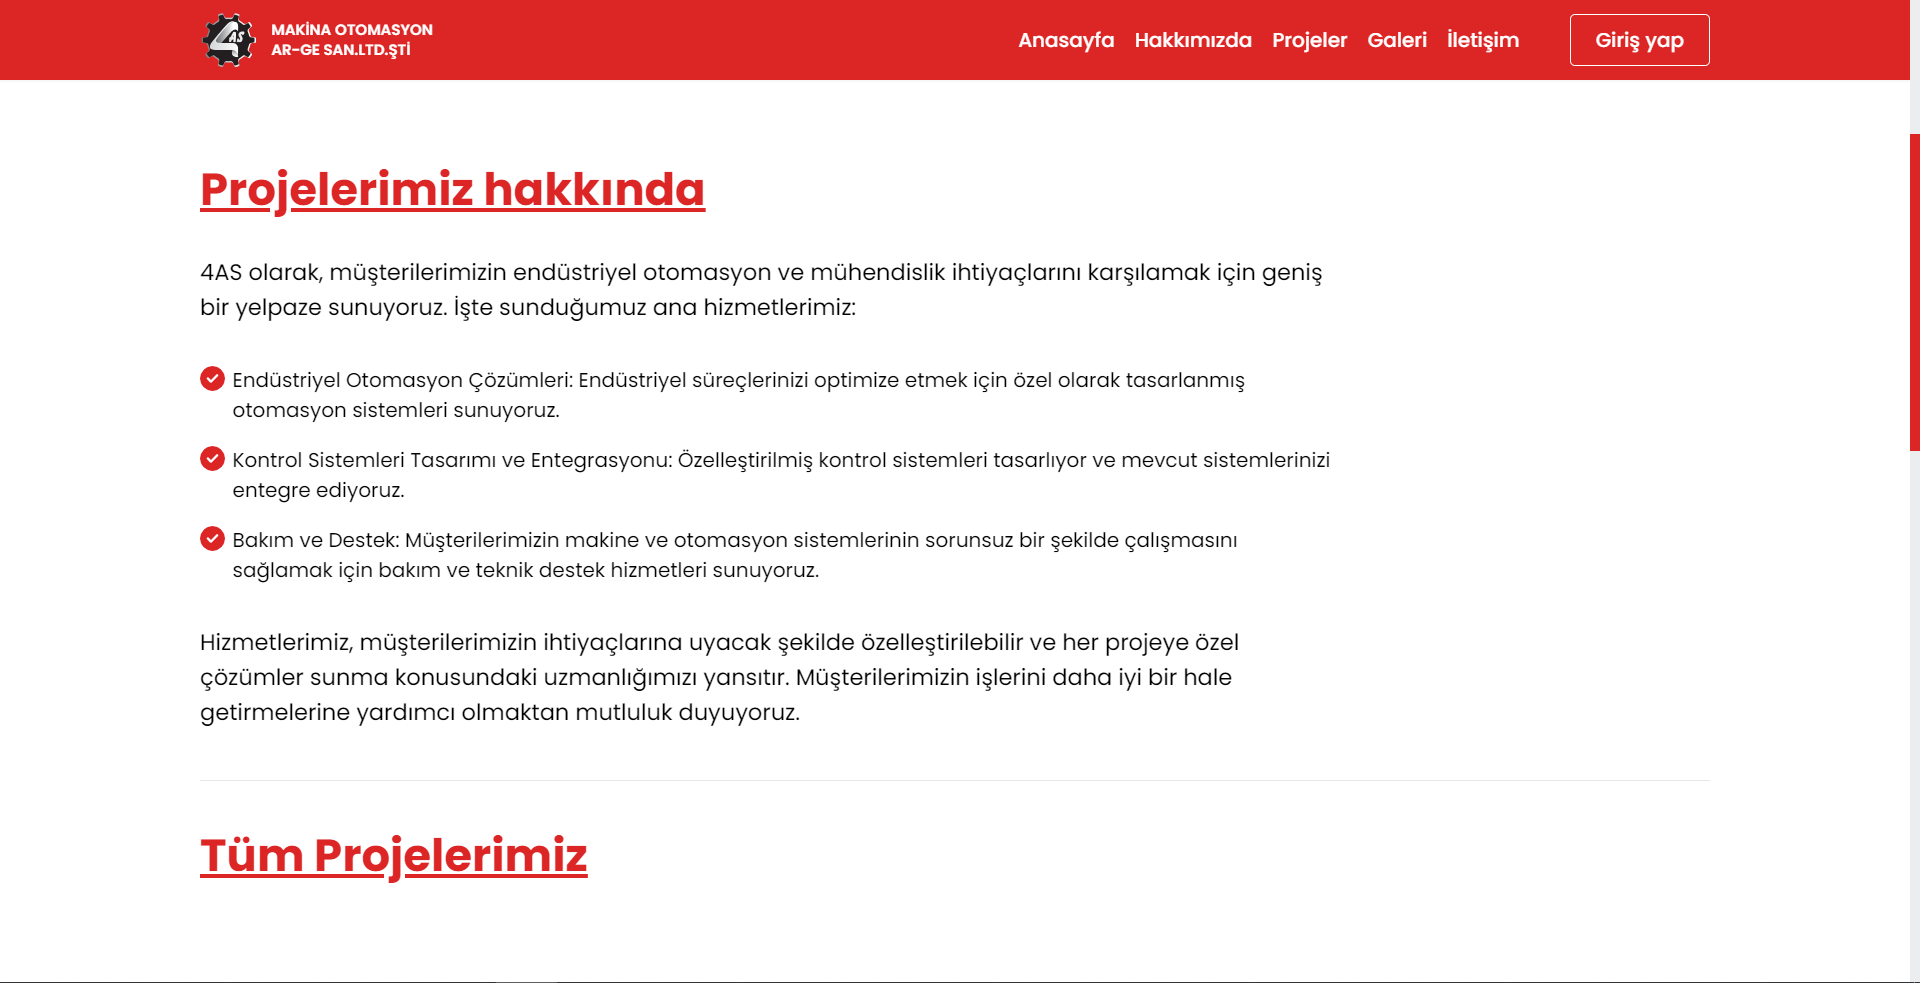 4AS
MAKİNA OTOMASYON
AR-GE SAN.LTD.ŞTİ
Anasayfa Hakkımızda Projeler Galeri İletişim Giriş yap
Projelerimiz hakkında
4AS olarak, müşterilerimizin endüstriyel otomasyon ve mühendislik ihtiyaçlarını karşılamak için geniş
bir yelpaze sunuyoruz. İşte sunduğumuz ana hizmetlerimiz:
Endüstriyel Otomasyon Çözümleri: Endüstriyel süreçlerinizi optimize etmek için özel olarak tasarlanmış
otomasyon sistemleri sunuyoruz.
Kontrol Sistemleri Tasarımı ve Entegrasyonu: Özelleştirilmiş kontrol sistemleri tasarlıyor ve mevcut sistemlerinizi
entegre ediyoruz.
Bakım ve Destek: Müşterilerimizin makine ve otomasyon sistemlerinin sorunsuz bir şekilde çalışmasını
sağlamak için bakım ve teknik destek hizmetleri sunuyoruz.
Hizmetlerimiz, müşterilerimizin ihtiyaçlarına uyacak şekilde özelleştirilebilir ve her projeye özel
çözümler sunma konusundaki uzmanlığımızı yansıtır. Müşterilerimizin işlerini daha iyi bir hale
getirmelerine yardımcı olmaktan mutluluk duyuyoruz.
Tüm Projelerimiz